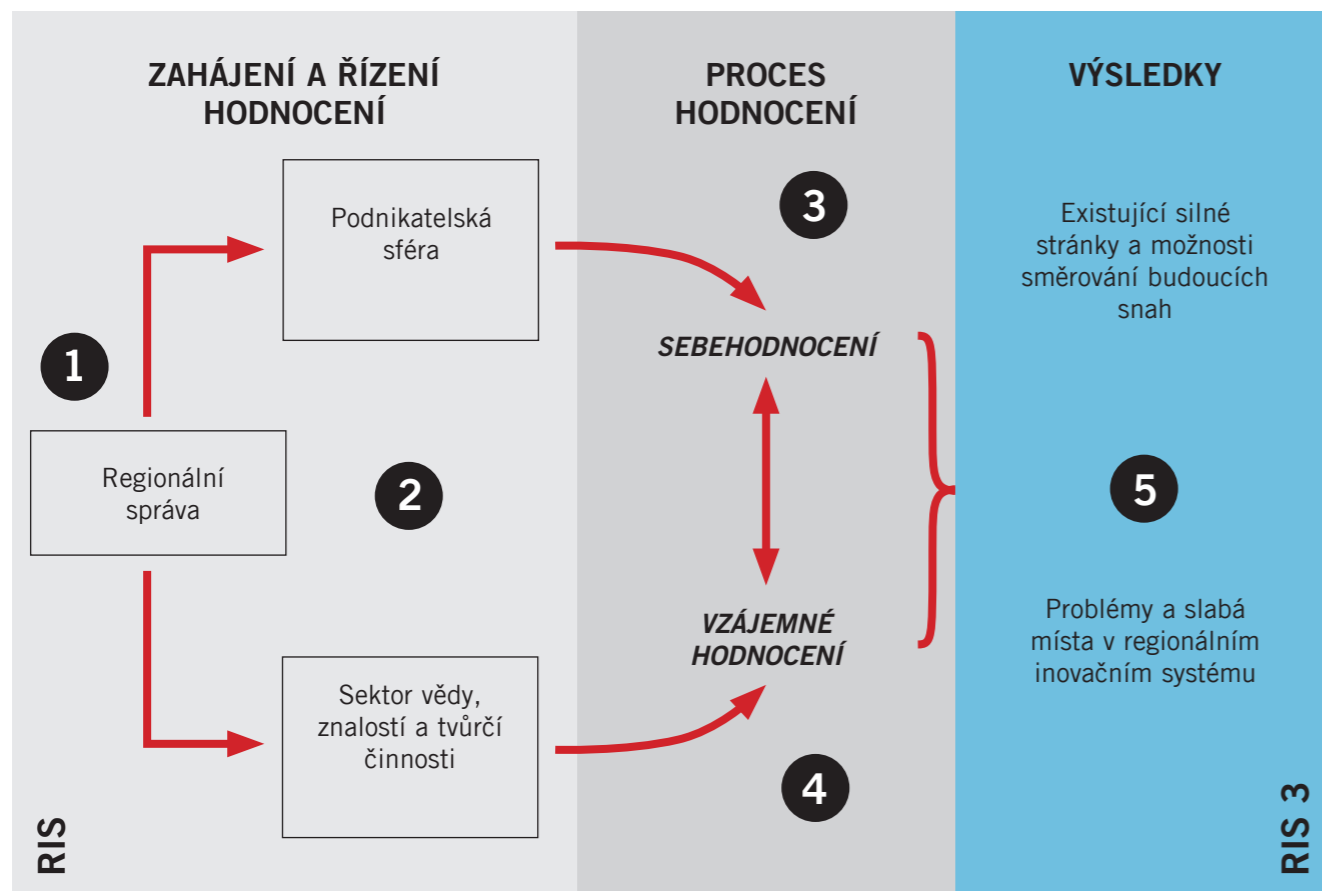 ZAHÁJENÍ A ŘÍZENÍ
HODNOCENÍ
Podnikatelská
sféra
1
Regionální
správa
2
Sektor vědy,
znalostí a tvůrčí
činnosti
RIS
PROCES
HODNOCENÍ
3
SEBEHODNOCENÍ
VZÁJEMNÉ
HODNOCENÍ
4
VÝSLEDKY
Existující silné
stránky a možnosti
směrování budoucích
snah
5
Problémy a slabá
místa v regionálním
inovačním systému
RIS 3